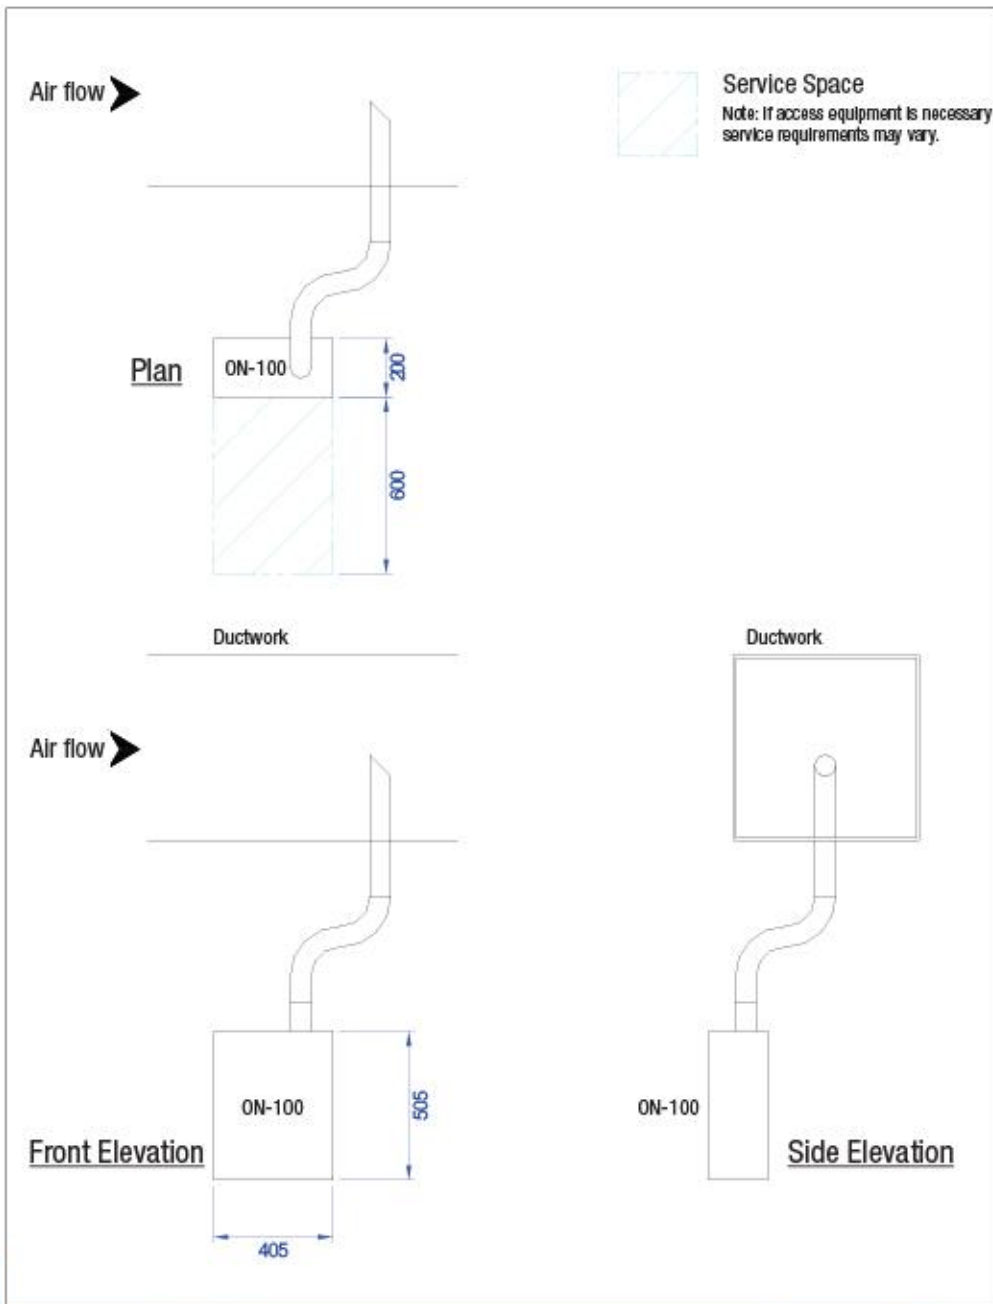 Air flow
Service Space
Note: If access equipment is necessary
service requirements may vary.
Plan
ON-100
200
600
Ductwork
Ductwork
Air flow
ON-100
505
ON-100
Front Elevation
Side Elevation
405